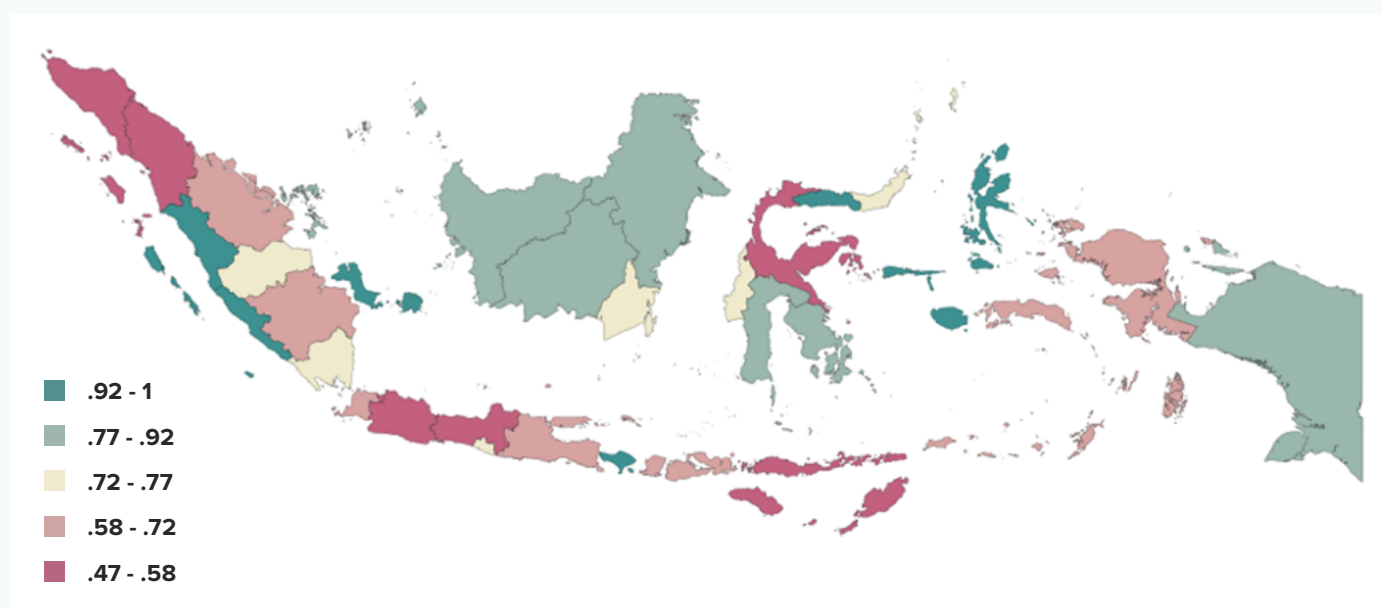 .92 - 1
.77 - .92
.72 - .77
.58 - .72
.47 - .58